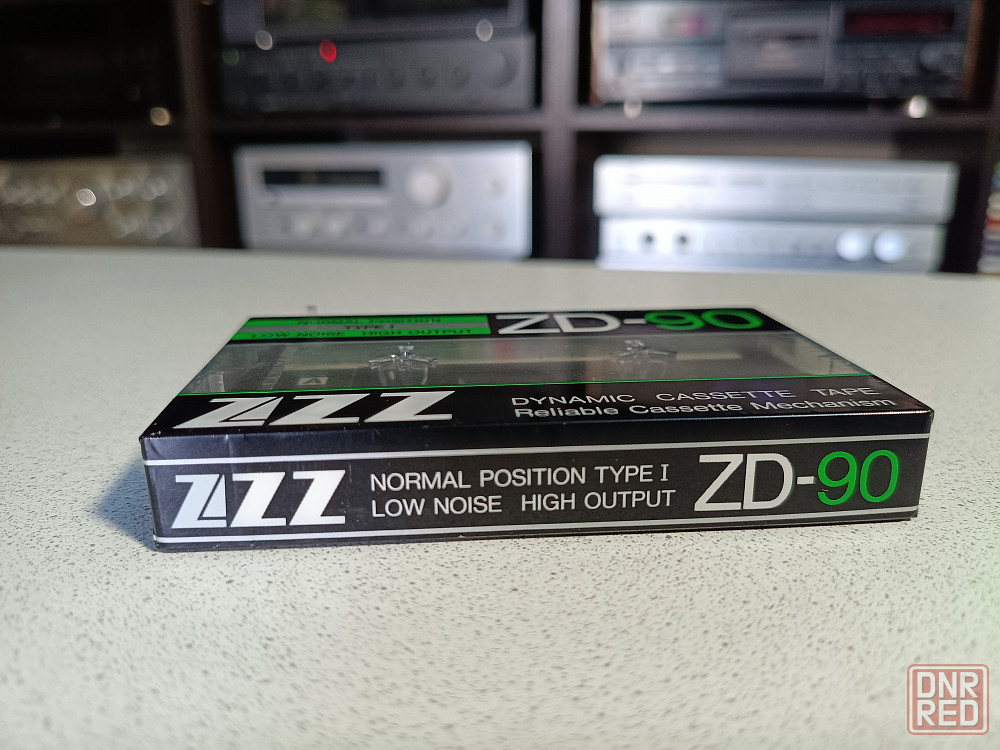 NORMAL POSITION
TYPE I
LOW NOISE HIGH OUTPUT
ZD-90
A
ZZZ
DYNAMIC CASSETTE TAPE
Reliable Cassette Mechanism
ZZZ
NORMAL POSITION TYPE I
LOW NOISE HIGH OUTPUT
ZD-90
DNR
RED